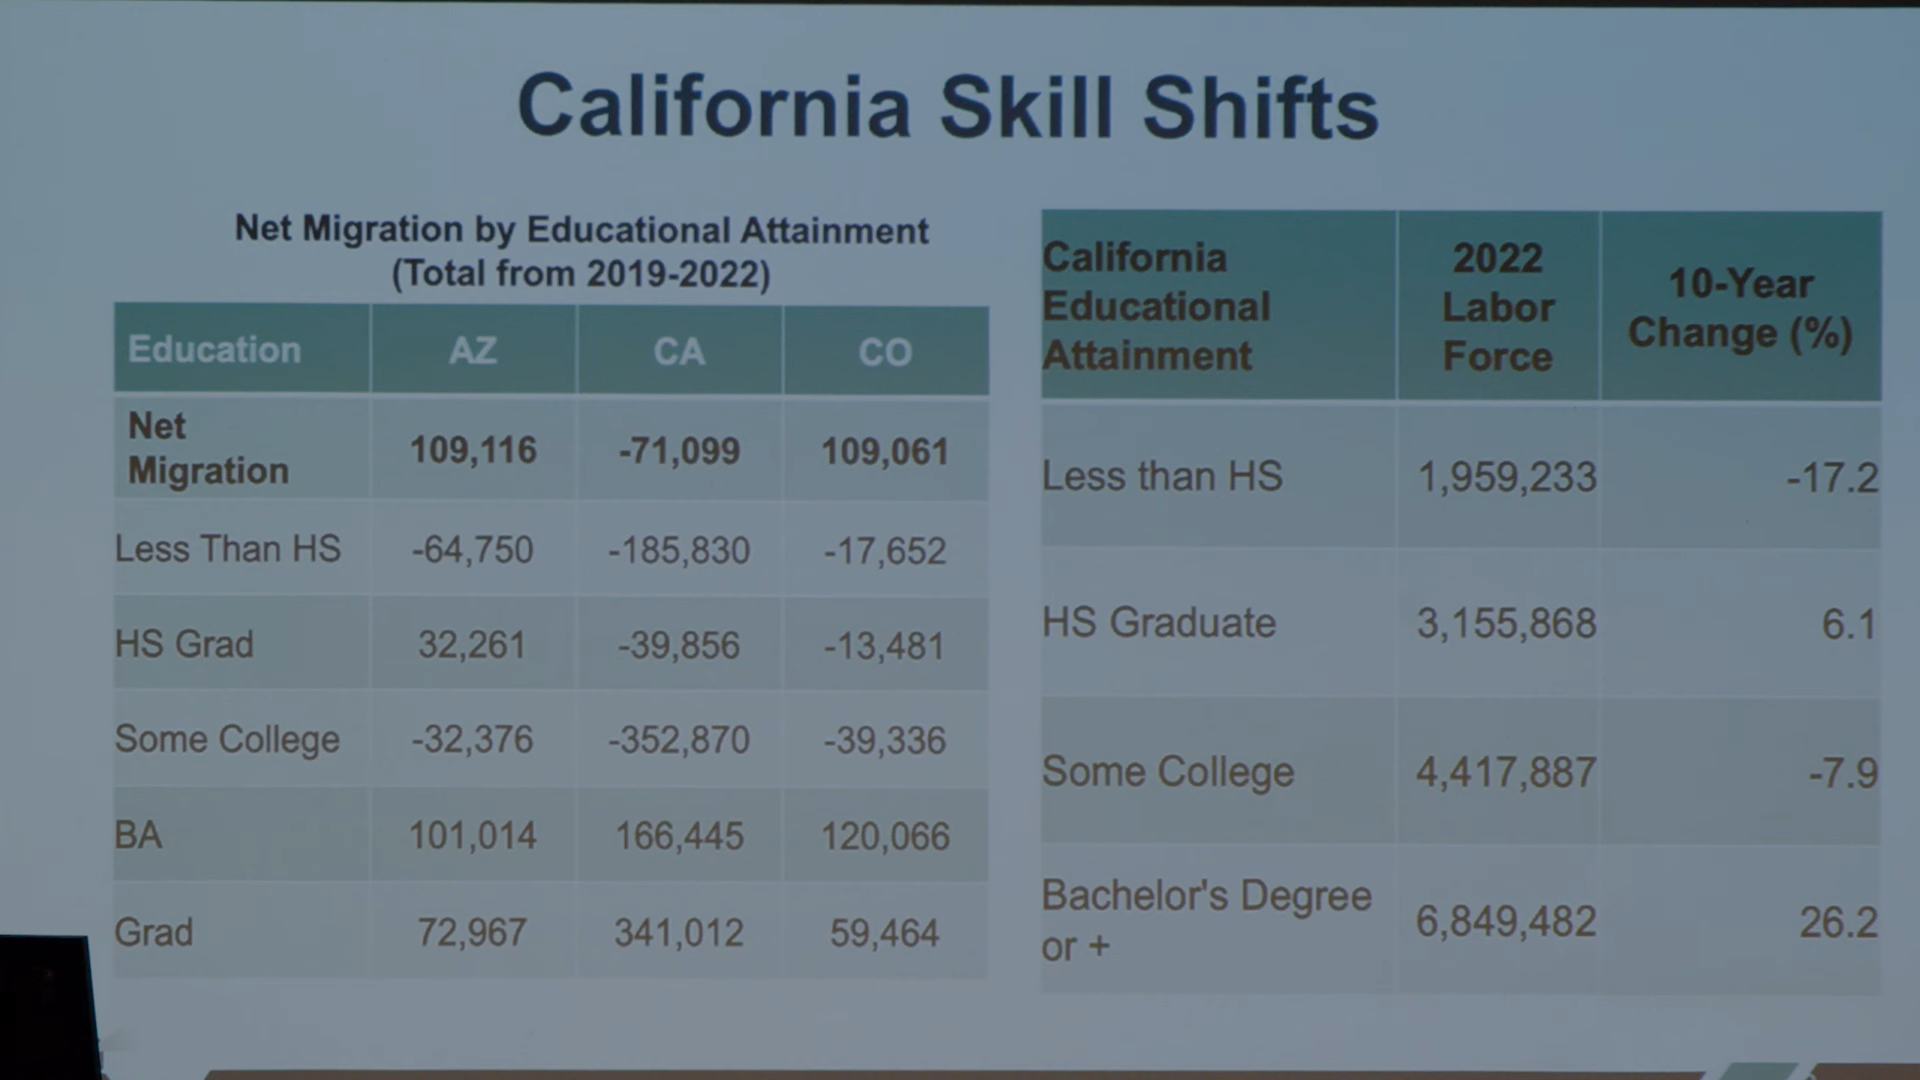 California Skill Shifts
Net Migration by Educational Attainment
(Total from 2019-2022)
Education AZ CA CO
Net
Migration 109,116 -71,099 109,061
Less Than HS -64,750 -185,830 -17,652
HS Grad 32,261 -39,856 -13,481
Some College -32,376 -352,870 -39,336
BA 101,014 166,445 120,066
Grad 72,967 341,012 59,464
California
Educational
Attainment
2022
Labor
Force
10-Year
Change (%)
Less than HS 1,959,233 -17.2
HS Graduate 3,155,868 6.1
Some College 4,417,887 -7.9
Bachelor's Degree
or + 6,849,482 26.2